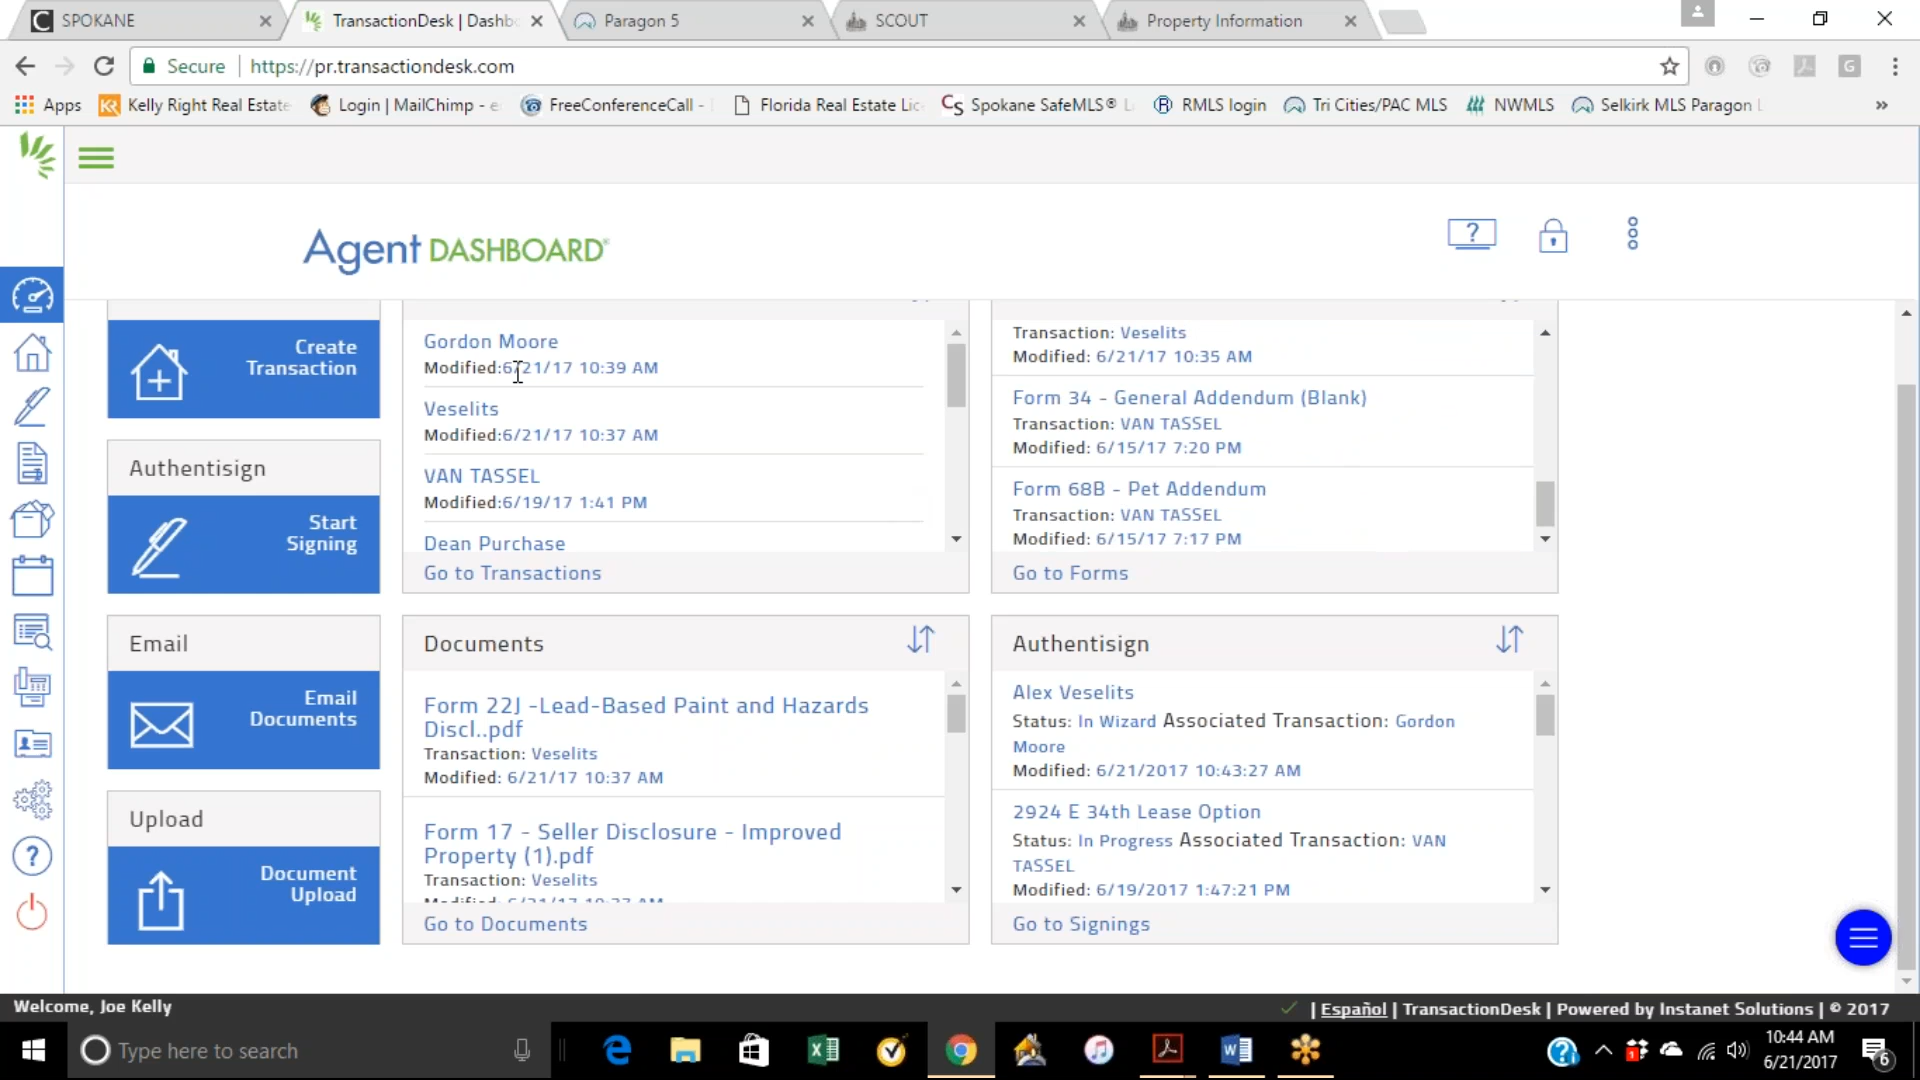 SPOKANE
TransactionDesk | Dashbo
Paragon 5
SCOUT
Property Information
Secure
https://pr.transactiondesk.com
Apps
Kelly Right Real Estate
Login | MailChimp - e
FreeConferenceCall -
Florida Real Estate Lic
Spokane SafeMLS® L
RMLS login
Tri Cities/PAC MLS
NWMLS
Selkirk MLS Paragon L
»
Agent DASHBOARD®
Create
Transaction
Gordon Moore
Modified:6/21/17 10:39 AM
Veselits
Modified:6/21/17 10:37 AM
VAN TASSEL
Modified:6/19/17 1:41 PM
Dean Purchase
Go to Transactions
Transaction: Veselits
Modified: 6/21/17 10:35 AM
Form 34 - General Addendum (Blank)
Transaction: VAN TASSEL
Modified: 6/15/17 7:20 PM
Form 68B - Pet Addendum
Transaction: VAN TASSEL
Modified: 6/15/17 7:17 PM
Go to Forms
Authentisign
Start
Signing
Email
Email
Documents
Upload
Document
Upload
Documents
Form 22J -Lead-Based Paint and Hazards
Discl..pdf
Transaction: Veselits
Modified: 6/21/17 10:37 AM
Form 17 - Seller Disclosure - Improved
Property (1).pdf
Transaction: Veselits
Modified: 6/21/17 10:37 AM
Go to Documents
Authentisign
Alex Veselits
Status: In Wizard Associated Transaction: Gordon
Moore
Modified: 6/21/2017 10:43:27 AM
2924 E 34th Lease Option
Status: In Progress Associated Transaction: VAN
TASSEL
Modified: 6/19/2017 1:47:21 PM
Go to Signings
Welcome, Joe Kelly
| Español | TransactionDesk | Powered by Instanet Solutions | © 2017
Type here to search
10:44 AM
6/21/2017
6